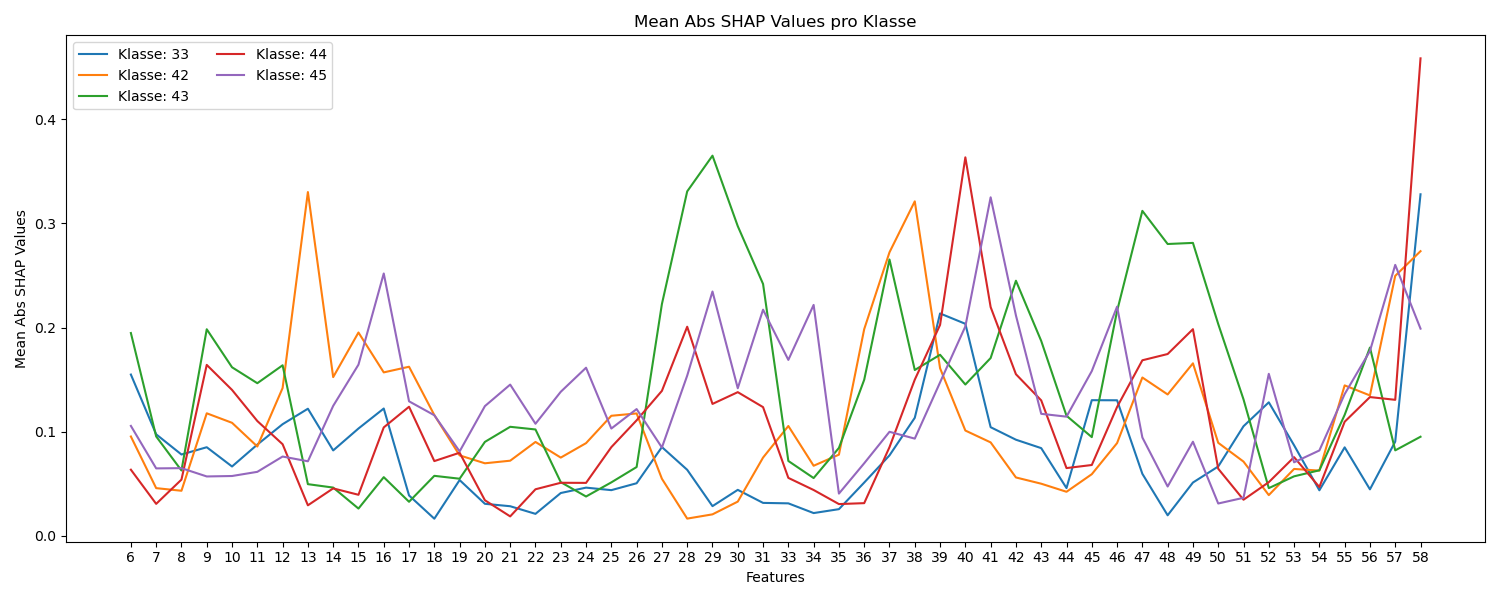 Mean Abs SHAP Values pro Klasse
Klasse: 33
Klasse: 42
Klasse: 43
Klasse: 44
Klasse: 45
Mean Abs SHAP Values
0.4
0.3
0.2
0.1
0.0
6 7 8 9 10 11 12 13 14 15 16 17 18 19 20 21 22 23 24 25 26 27 28 29 30 31 33 34 35 36 37 38 39 40 41 42 43 44 45 46 47 48 49 50 51 52 53 54 55 56 57 58
Features